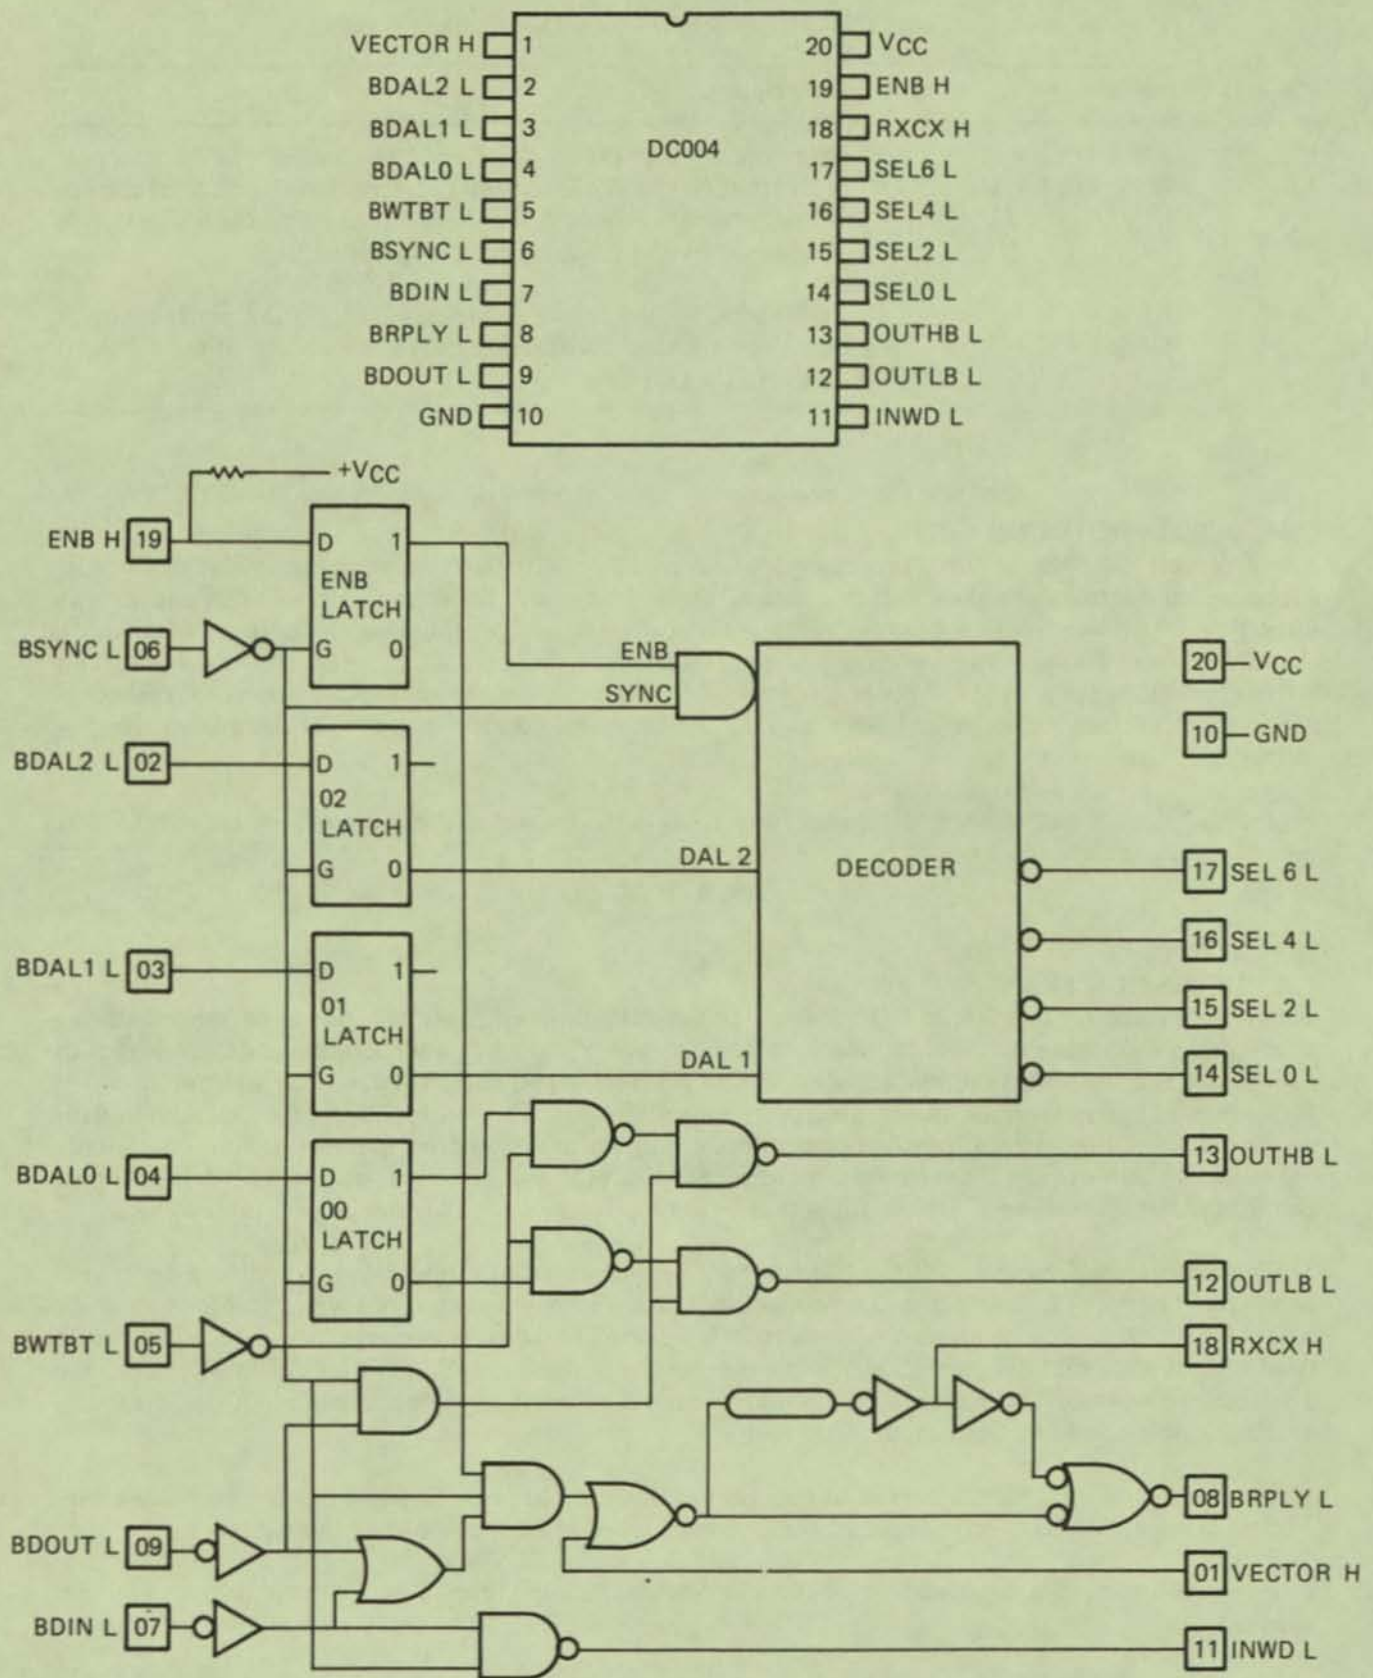 VECTOR H 1 20 VCC
BDAL2 L 2 19 ENB H
BDAL1 L 3 18 RXCX H
DC004
BDAL0 L 4 17 SEL6 L
BWTBT L 5 16 SEL4 L
BSYNC L 6 15 SEL2 L
BDIN L 7 14 SEL0 L
BRPLY L 8 13 OUTHB L
BDOUT L 9 12 OUTLB L
GND 10 11 INWD L
+VCC
ENB H 19 D 1
ENB
LATCH
BSYNC L 06 G 0
ENB
SYNC
20 VCC
10 GND
BDAL2 L 02 D 1
02
LATCH
G 0 DAL 2
DECODER
17 SEL 6 L
16 SEL 4 L
BDAL1 L 03 D 1
01
LATCH
15 SEL 2 L
G 0 DAL 1
14 SEL 0 L
BDAL0 L 04 D 1
00
LATCH
G 0
13 OUTHB L
12 OUTLB L
BWTBT L 05
18 RXCX H
08 BRPLY L
BDOUT L 09
01 VECTOR H
BDIN L 07
11 INWD L